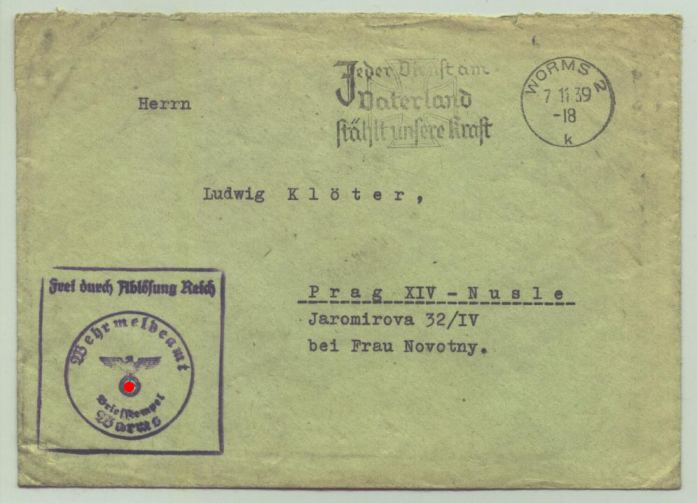 Jeder Dienst am
Vaterland
stählt unsere Kraft
WORMS 2
7 11 39
-18
k
Herrn
Ludwig Klöter,
Prag XIV-Nusle
Jaromirova 32/IV
bei Frau Novotny.
Frei durch Ablösung Reich
Wehrmeldeamt
Briefstempel
Worms